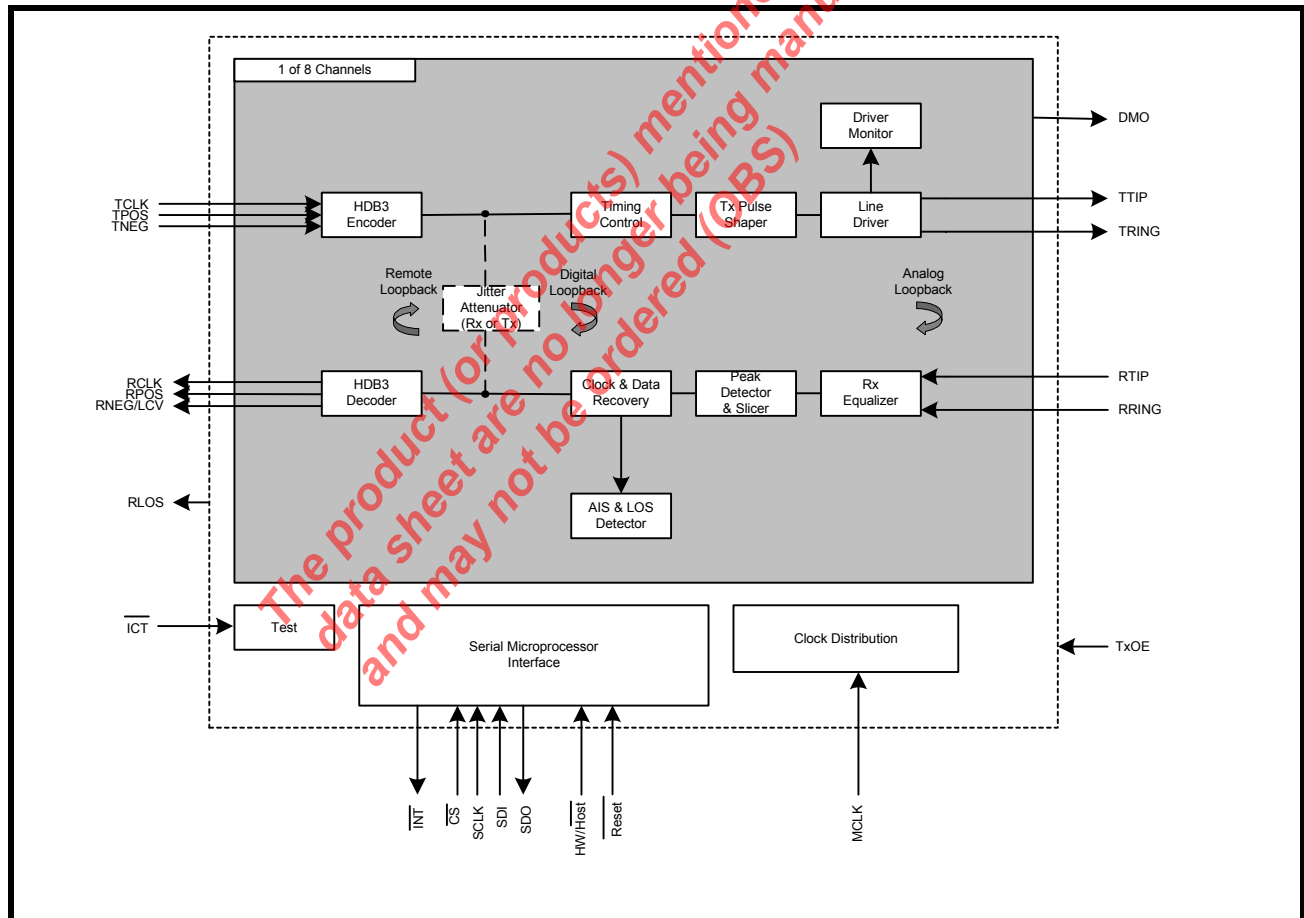 1 of 8 Channels
Driver
Monitor
DMO
TCLK
TPOS
TNEG
HDB3
Encoder
Timing
Control
Tx Pulse
Shaper
Line
Driver
TTIP
TRING
Remote
Loopback
Jitter
Attenuator
(Rx or Tx)
Digital
Loopback
Analog
Loopback
RCLK
RPOS
RNEG/LCV
HDB3
Decoder
Clock & Data
Recovery
Peak
Detector
& Slicer
Rx
Equalizer
RTIP
RRING
RLOS
AIS & LOS
Detector
ICT
Test
Serial Microprocessor
Interface
Clock Distribution
TxOE
INT
CS
SCLK
SDI
SDO
HW/Host
Reset
MCLK
The product (or products) mentione
data sheet are no longer being manu
and may not be ordered (OBS)